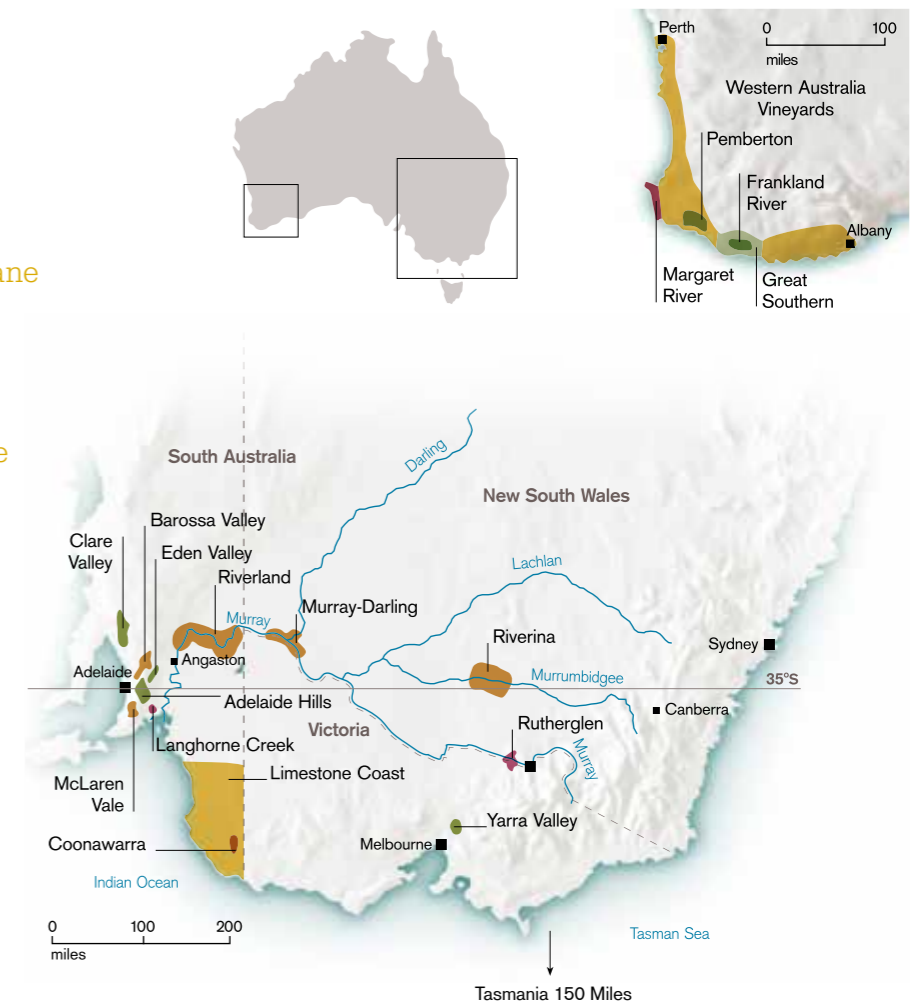 ane
e
Perth
0 100
miles
Western Australia
Vineyards
Pemberton
Frankland
River
Albany
Margaret
River
Great
Southern
South Australia
Darling
New South Wales
Barossa Valley
Clare
Valley
Eden Valley
Riverland
Lachlan
Murray
Murray-Darling
Riverina
Sydney
Angaston
Adelaide
Murrumbidgee
35°S
Adelaide Hills
Canberra
Victoria
Rutherglen
Langhorne Creek
Murray
Limestone Coast
McLaren
Vale
Yarra Valley
Coonawarra
Melbourne
Indian Ocean
0 100 200
miles
Tasman Sea
Tasmania 150 Miles